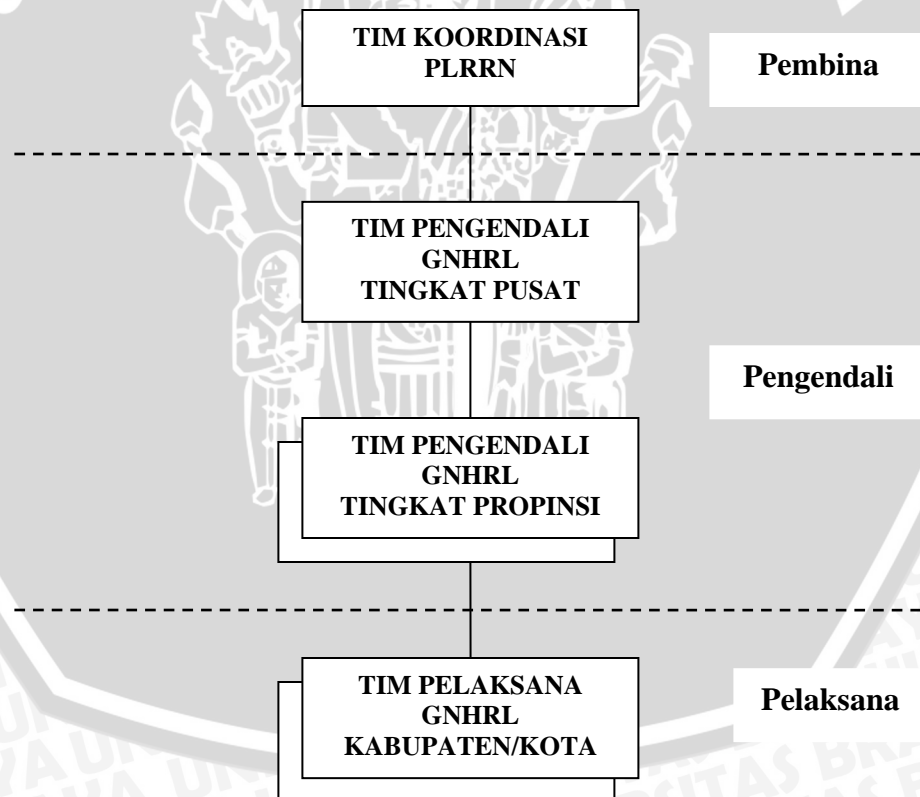 TIM KOORDINASI
PLRRN
Pembina
TIM PENGENDALI
GNHRL
TINGKAT PUSAT
Pengendali
TIM PENGENDALI
GNHRL
TINGKAT PROPINSI
TIM PELAKSANA
GNHRL
KABUPATEN/KOTA
Pelaksana